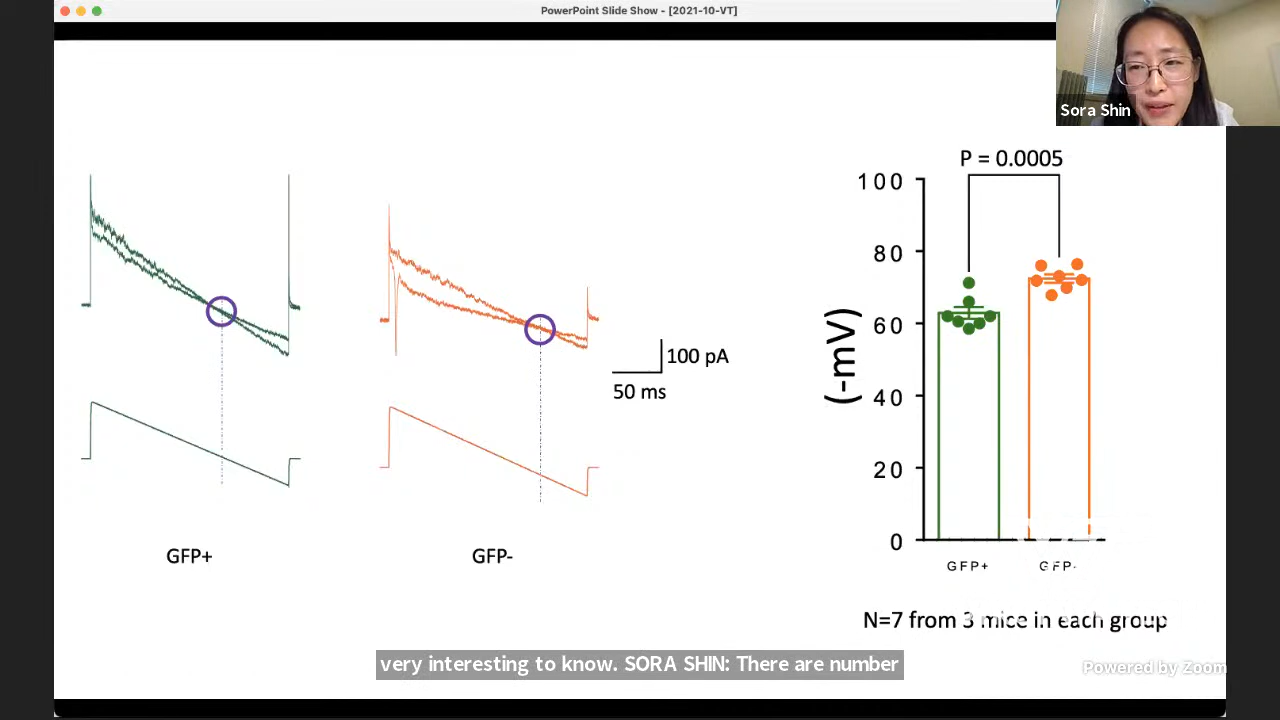 PowerPoint Slide Show - [2021-10-VT]
Sora Shin
P = 0.0005
100
80
60
40
20
0
(-mV)
100 pA
50 ms
GFP+
GFP-
GFP+
GFP-
N=7 from 3 mice in each group
very interesting to know. SORA SHIN: There are number
Powered by Zoom